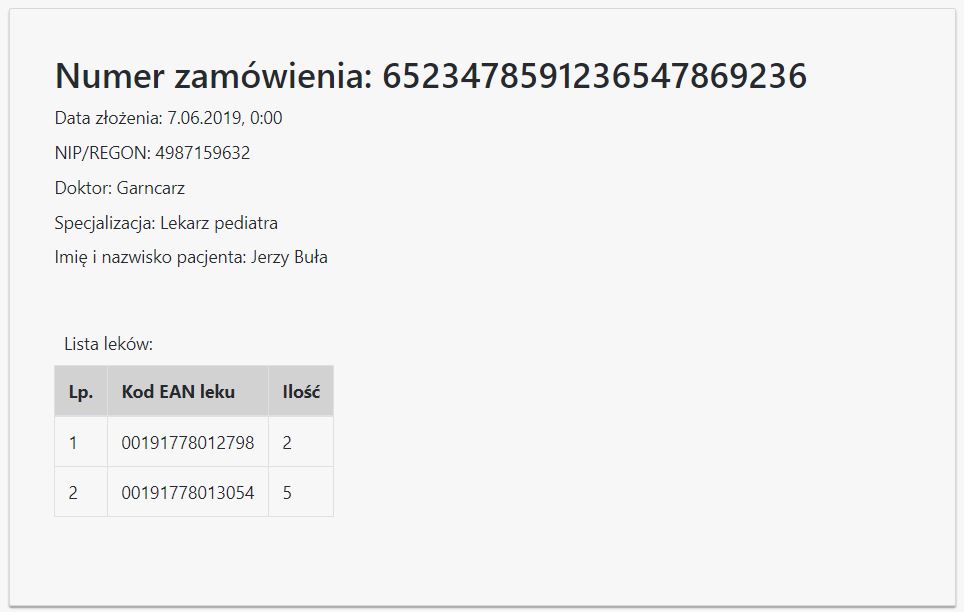 Numer zamówienia: 6523478591236547869236
Data złożenia: 7.06.2019, 0:00
NIP/REGON: 4987159632
Doktor: Garncarz
Specjalizacja: Lekarz pediatra
Imię i nazwisko pacjenta: Jerzy Buła
Lista leków:
Lp. Kod EAN leku Ilość
1 00191778012798 2
2 00191778013054 5